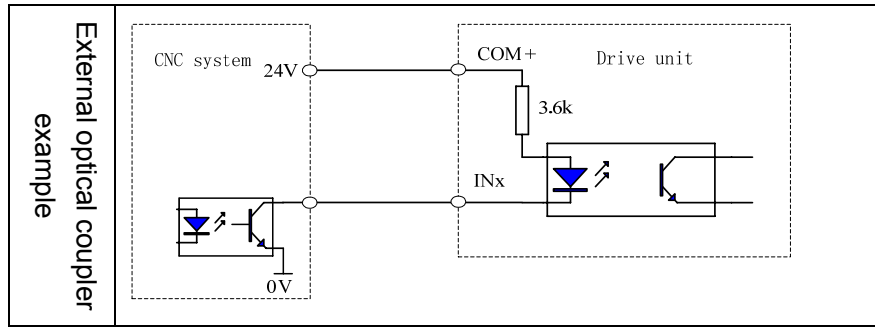 External optical coupler
example
CNC system
24V
COM+
Drive unit
3.6k
INx
0V